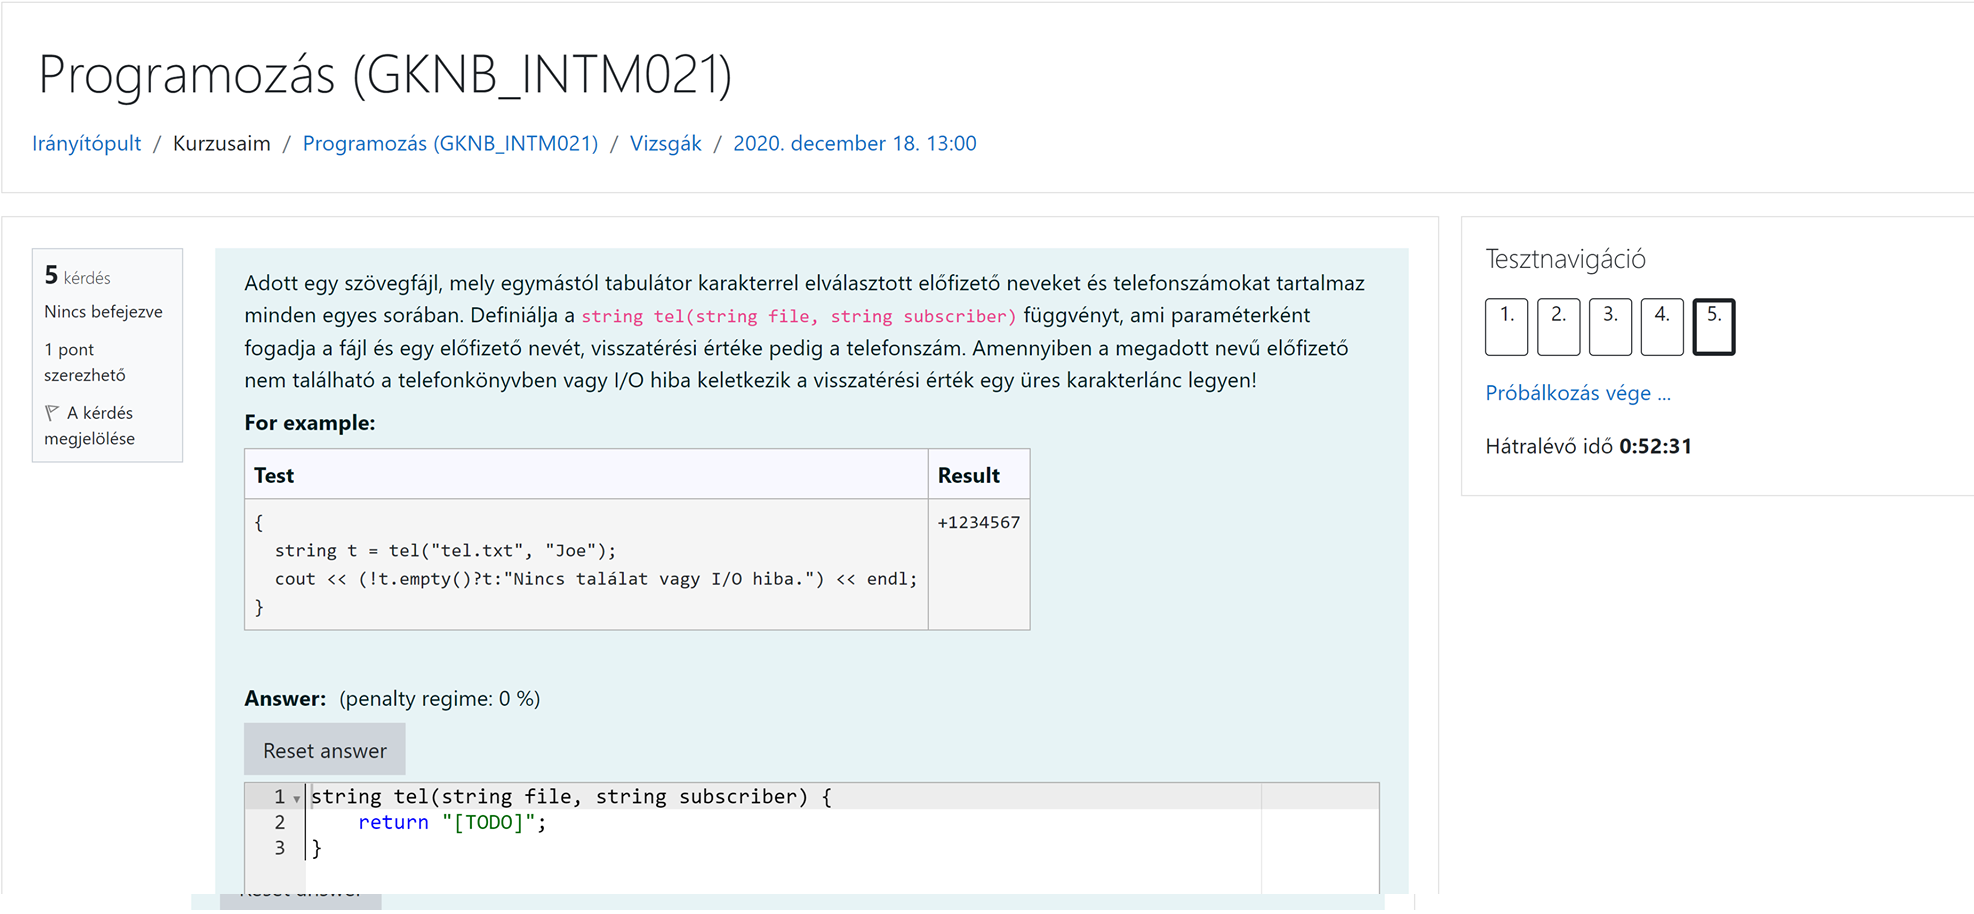 Programozás (GKNB_INTM021)
Irányítópult / Kurzusaim / Programozás (GKNB_INTM021) / Vizsgák / 2020. december 18. 13:00
5 kérdés
Nincs befejezve
1 pont
szerezhető
A kérdés
megjelölése
Adott egy szövegfájl, mely egymástól tabulátor karakterrel elválasztott előfizető neveket és telefonszámokat tartalmaz
minden egyes sorában. Definiálja a string tel(string file, string subscriber) függvényt, ami paraméterként
fogadja a fájl és egy előfizető nevét, visszatérési értéke pedig a telefonszám. Amennyiben a megadott nevű előfizető
nem található a telefonkönyvben vagy I/O hiba keletkezik a visszatérési érték egy üres karakterlánc legyen!
For example:
Test Result
{ +1234567
string t = tel("tel.txt", "Joe");
cout << (!t.empty()?t:"Nincs találat vagy I/O hiba.") << endl;
}
Answer: (penalty regime: 0 %)
Reset answer
1 string tel(string file, string subscriber) {
2 return "[TODO]";
3 }
Reset answer
Tesztnavigáció
1. 2. 3. 4. 5.
Próbálkozás vége ...
Hátralévő idő 0:52:31